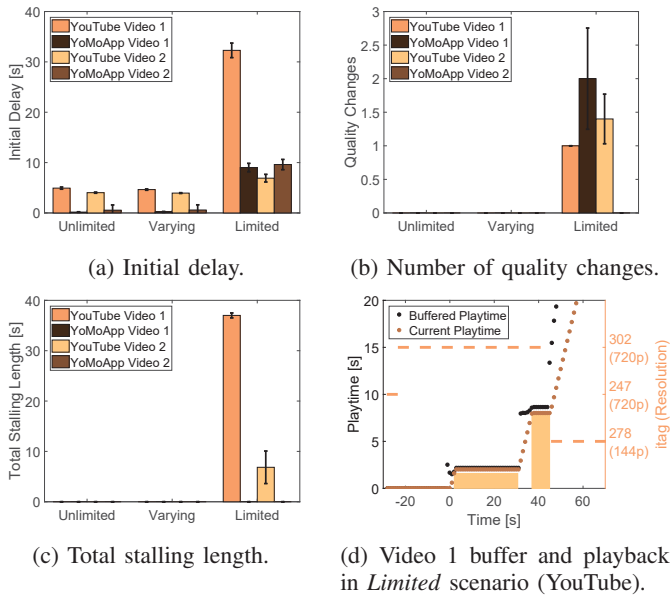 40
30
20
10
0
Initial Delay [s]
YouTube Video 1
YoMoApp Video 1
YouTube Video 2
YoMoApp Video 2
Unlimited Varying Limited
(a) Initial delay.
3
2.5
2
1.5
1
0.5
0
Quality Changes
YouTube Video 1
YoMoApp Video 1
YouTube Video 2
YoMoApp Video 2
Unlimited Varying Limited
(b) Number of quality changes.
40
30
20
10
0
Total Stalling Length [s]
YouTube Video 1
YoMoApp Video 1
YouTube Video 2
YoMoApp Video 2
Unlimited Varying Limited
(c) Total stalling length.
20
15
10
5
0
Playtime [s]
Buffered Playtime
Current Playtime
302
(720p)
247
(720p)
278
(144p)
itag (Resolution)
-20 0 20 40 60
Time [s]
(d) Video 1 buffer and playback
in Limited scenario (YouTube).